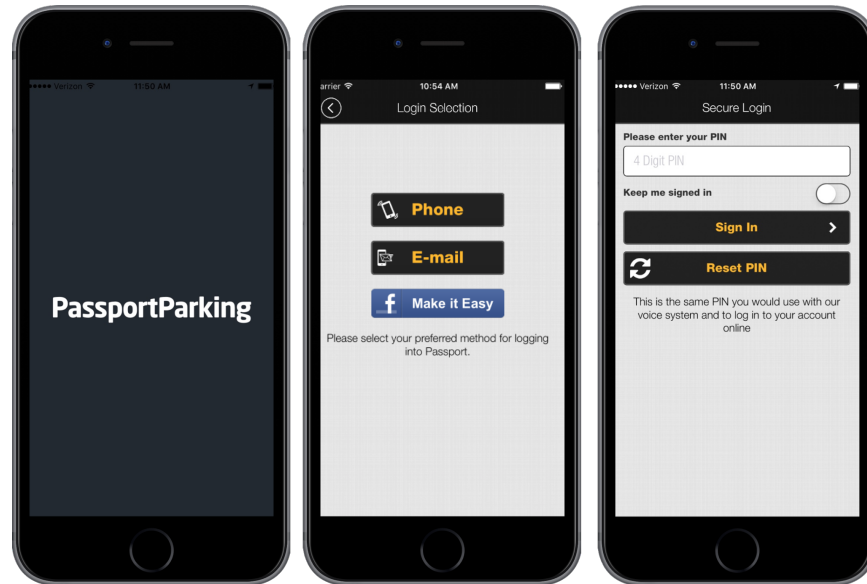 Verizon 11:50 AM
PassportParking
arrier 10:54 AM
Login Selection
Phone
E-mail
f Make it Easy
Please select your preferred method for logging
into Passport.
Verizon 11:50 AM
Secure Login
Please enter your PIN
4 Digit PIN
Keep me signed in
Sign In
Reset PIN
This is the same PIN you would use with our
voice system and to log in to your account
online